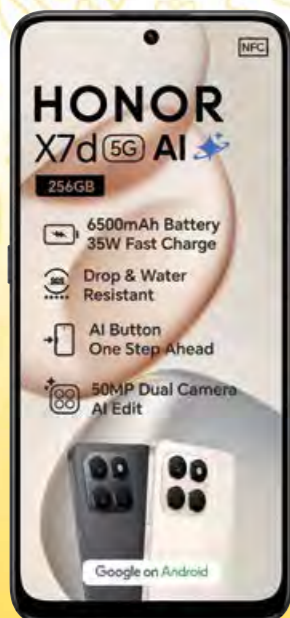 NFC
HONOR
X7d 5G AI
256GB
6500mAh Battery
35W Fast Charge
SOS
Drop & Water
Resistant
AI Button
One Step Ahead
50MP Dual Camera
AI Edit
Google on Android